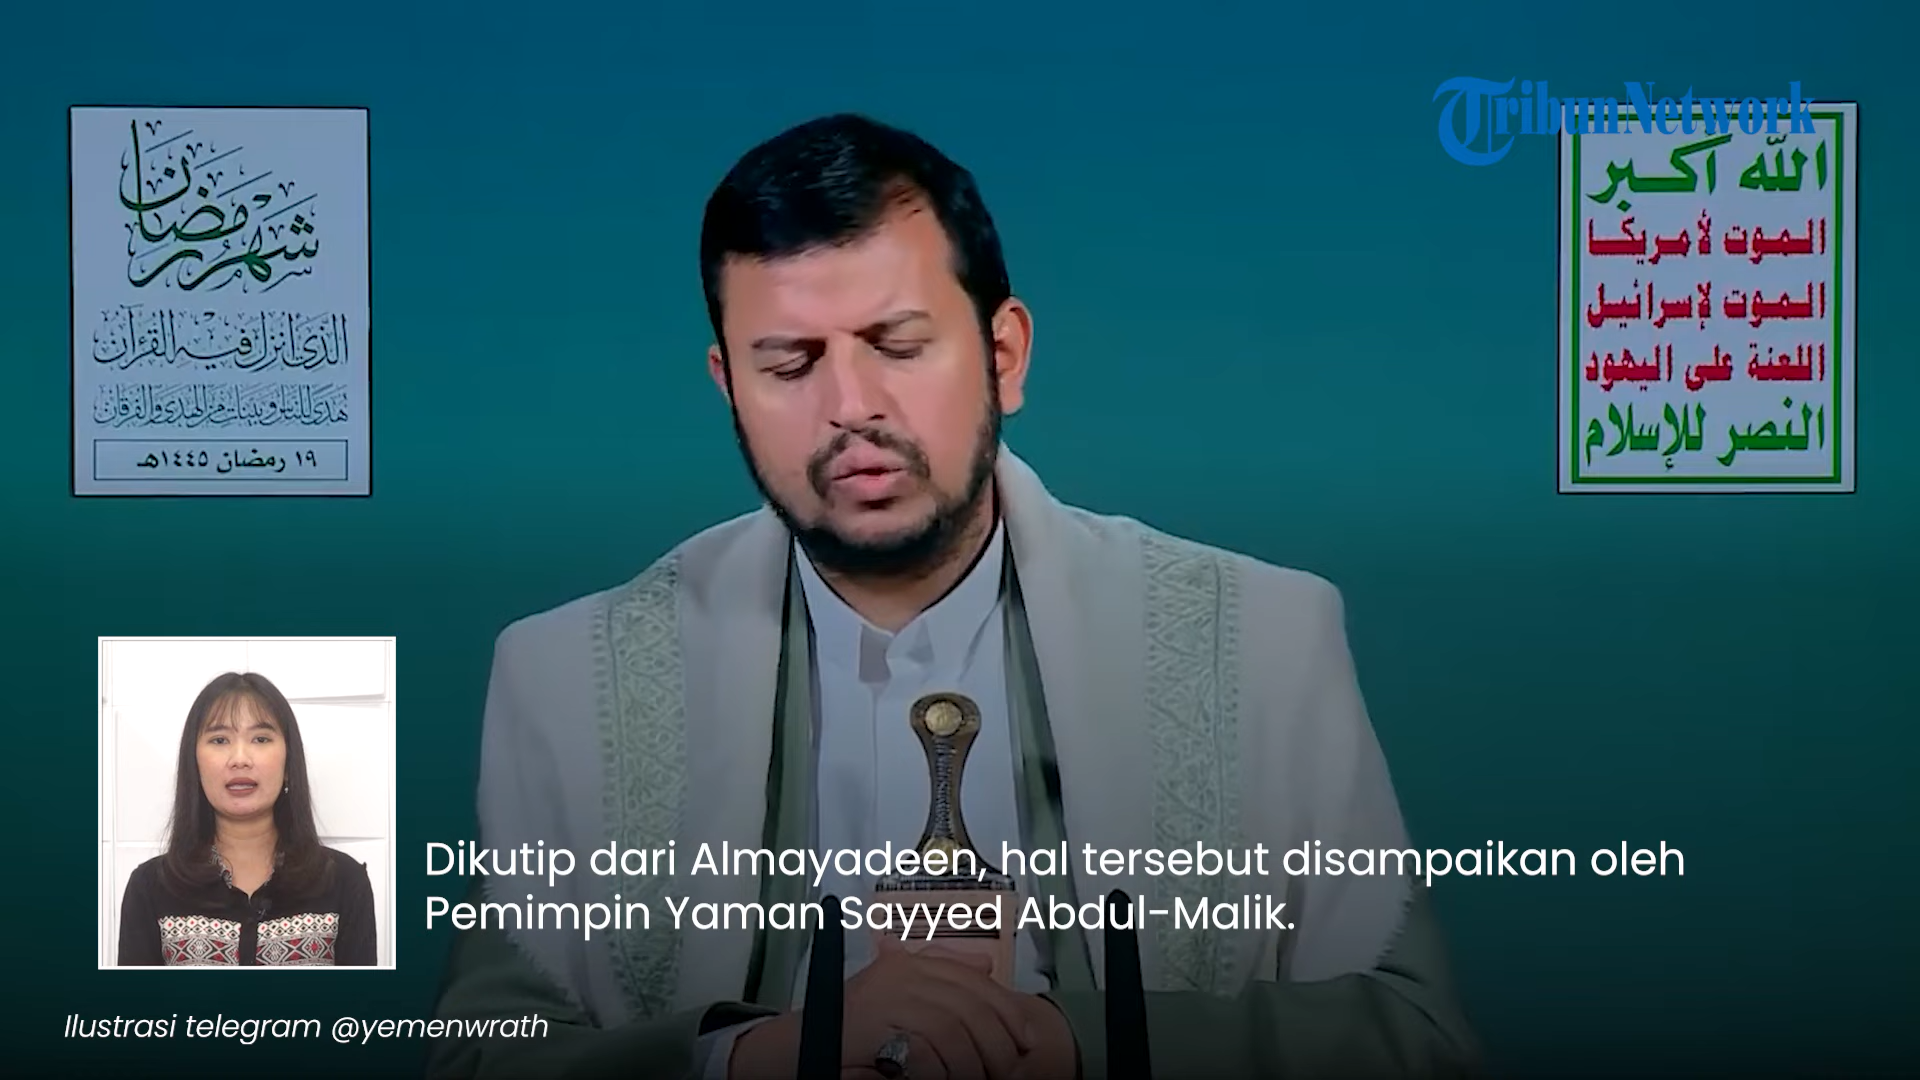 شهر رمضان
الذي أنزل فيه القرآن
هدى للناس وبينات من الهدى والفرقان
١٩ رمضان ١٤٤٥هـ
TribunNetwork
الله أكبر
الموت لأمريكا
الموت لإسرائيل
اللعنة على اليهود
النصر للإسلام
Dikutip dari Almayadeen, hal tersebut disampaikan oleh
Pemimpin Yaman Sayyed Abdul-Malik.
Ilustrasi telegram @yemenwrath